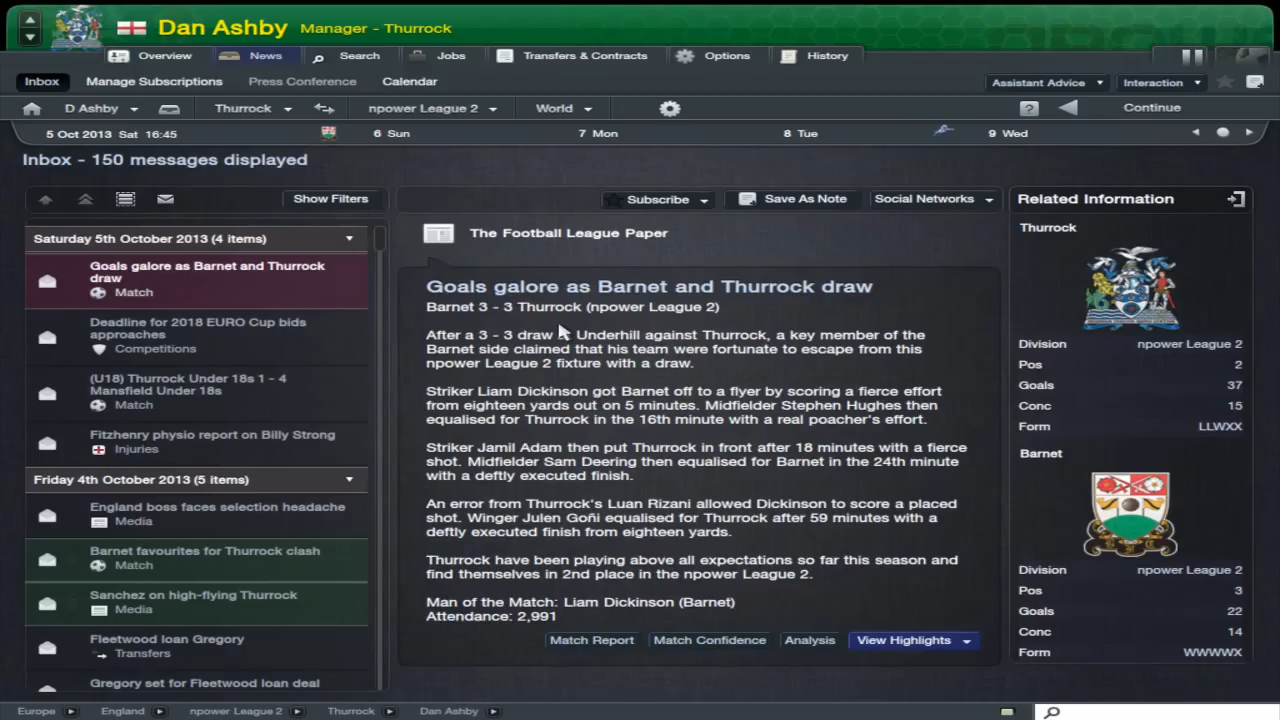 Dan Ashby Manager - Thurrock
Overview News Search Jobs Transfers & Contracts Options History
Inbox Manage Subscriptions Press Conference Calendar Assistant Advice Interaction
D Ashby Thurrock npower League 2 World ? Continue
5 Oct 2013 Sat 16:45 6 Sun 7 Mon 8 Tue 9 Wed
Inbox - 150 messages displayed
Show Filters Subscribe Save As Note Social Networks Related Information
Saturday 5th October 2013 (4 items)
Goals galore as Barnet and Thurrock
draw
Match
Deadline for 2018 EURO Cup bids
approaches
Competitions
(U18) Thurrock Under 18s 1 - 4
Mansfield Under 18s
Match
Fitzhenry physio report on Billy Strong
Injuries
Friday 4th October 2013 (5 items)
England boss faces selection headache
Media
Barnet favourites for Thurrock clash
Match
Sanchez on high-flying Thurrock
Media
Fleetwood loan Gregory
Transfers
Gregory set for Fleetwood loan deal
The Football League Paper
Goals galore as Barnet and Thurrock draw
Barnet 3 - 3 Thurrock (npower League 2)
After a 3 - 3 draw Underhill against Thurrock, a key member of the
Barnet side claimed that his team were fortunate to escape from this
npower League 2 fixture with a draw.
Striker Liam Dickinson got Barnet off to a flyer by scoring a fierce effort
from eighteen yards out on 5 minutes. Midfielder Stephen Hughes then
equalised for Thurrock in the 16th minute with a real poacher's effort.
Striker Jamil Adam then put Thurrock in front after 18 minutes with a fierce
shot. Midfielder Sam Deering then equalised for Barnet in the 24th minute
with a deftly executed finish.
An error from Thurrock's Luan Rizani allowed Dickinson to score a placed
shot. Winger Julen Goñi equalised for Thurrock after 59 minutes with a
deftly executed finish from eighteen yards.
Thurrock have been playing above all expectations so far this season and
find themselves in 2nd place in the npower League 2.
Man of the Match: Liam Dickinson (Barnet)
Attendance: 2,991
Match Report Match Confidence Analysis View Highlights
Thurrock
Division npower League 2
Pos 2
Goals 37
Conc 15
Form LLWXX
Barnet
Division npower League 2
Pos 3
Goals 22
Conc 14
Form WWWWX
Europe England npower League 2 Thurrock Dan Ashby